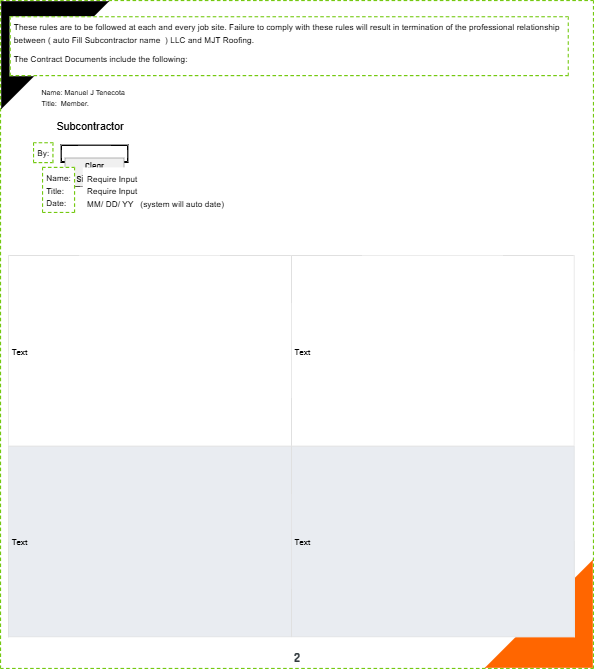 These rules are to be followed at each and every job site. Failure to comply with these rules will result in termination of the professional relationship
between ( auto Fill Subcontractor name ) LLC and MJT Roofing.
The Contract Documents include the following:
Name: Manuel J Tenecota
Title: Member.
Subcontractor
By:
Clear
Name: Si Require Input
Title: Require Input
Date: MM/ DD/ YY (system will auto date)
Text Text
Text Text
2